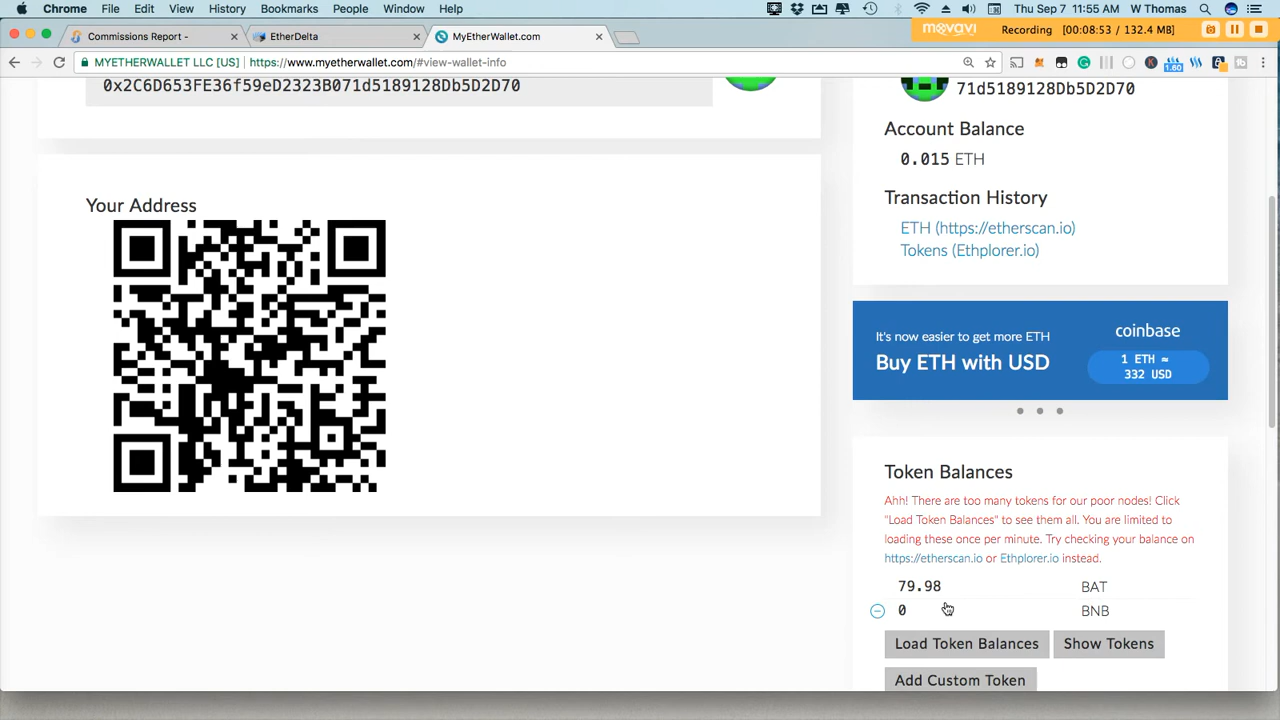 Chrome File Edit View History Bookmarks People Window Help
Thu Sep 7 11:55 AM W Thomas
Commissions Report -
EtherDelta
MyEtherWallet.com
movavi
Recording (00:08:53 / 132.4 MB)
MYETHERWALLET LLC [US] https://www.myetherwallet.com/#view-wallet-info
1.60
0x2C6D653FE36f59eD2323B071d5189128Db5D2D70
71d5189128Db5D2D70
Account Balance
0.015 ETH
Your Address
Transaction History
ETH (https://etherscan.io)
Tokens (Ethplorer.io)
It's now easier to get more ETH
Buy ETH with USD
coinbase
1 ETH ≈
332 USD
Token Balances
Ahh! There are too many tokens for our poor nodes! Click
"Load Token Balances" to see them all. You are limited to
loading these once per minute. Try checking your balance on
https://etherscan.io or Ethplorer.io instead.
79.98 BAT
0 BNB
Load Token Balances
Show Tokens
Add Custom Token